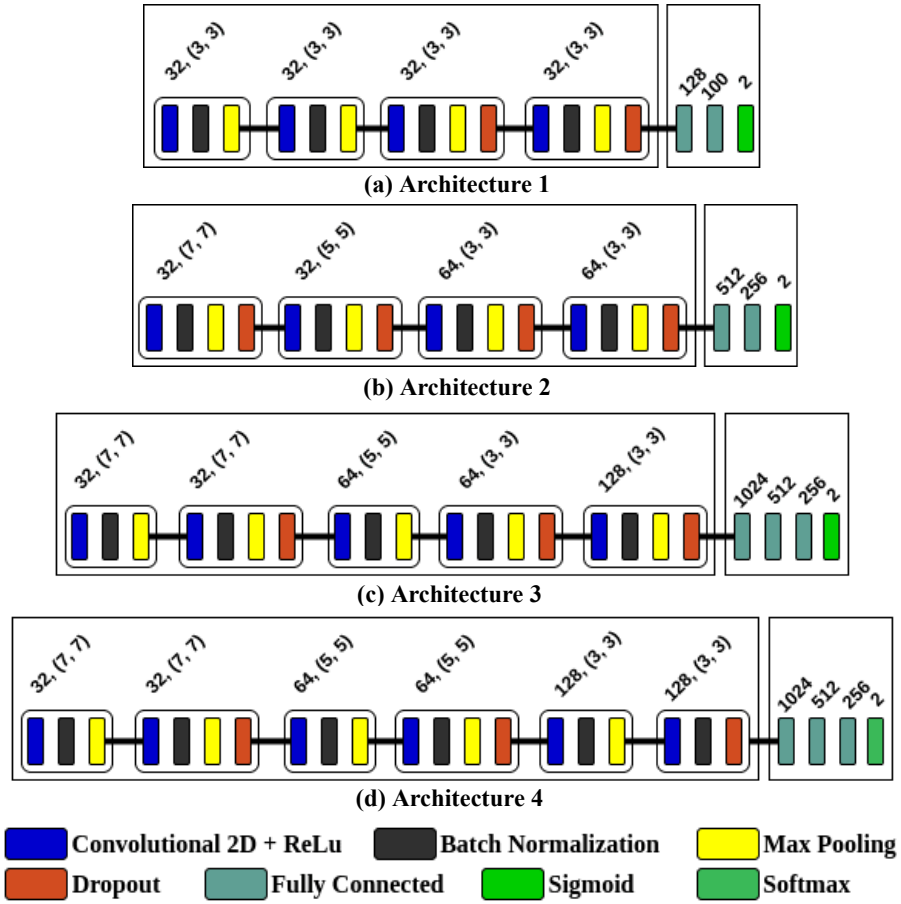 32, (3, 3) 32, (3, 3) 32, (3, 3) 32, (3, 3) 128 100 2
(a) Architecture 1
32, (7, 7) 32, (5, 5) 64, (3, 3) 64, (3, 3) 512 256 2
(b) Architecture 2
32, (7, 7) 32, (7, 7) 64, (5, 5) 64, (3, 3) 128, (3, 3) 1024 512 256 2
(c) Architecture 3
32, (7, 7) 32, (7, 7) 64, (5, 5) 64, (5, 5) 128, (3, 3) 128, (3, 3) 1024 512 256 2
(d) Architecture 4
Convolutional 2D + ReLu Batch Normalization Max Pooling
Dropout Fully Connected Sigmoid Softmax